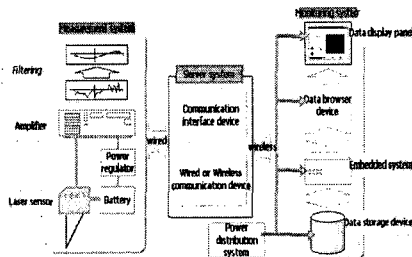 Measurement system
Filtering
Amplifier
Power
regulator
Laser sensor
Battery
wired
Server system
Communication
interface device
Wired or Wireless
communication device
wireless
Power
distribution
system
Monitoring system
Data display panel
Data browser
device
Embedded system
Data storage device